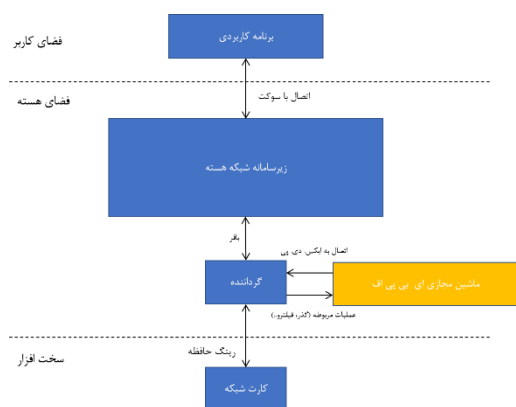 برنامه کاربردی
فضای کاربر
اتصال با سوکت
فضای هسته
زیرسامانه شبکه هسته
بافر
اتصال به ایکس. دی. پی
گرداننده
ماشین مجازی ای. بی پی اف
عملیات مربوطه (گذر، فیلترو..)
سخت افزار
رینگ حافظه
کارت شبکه